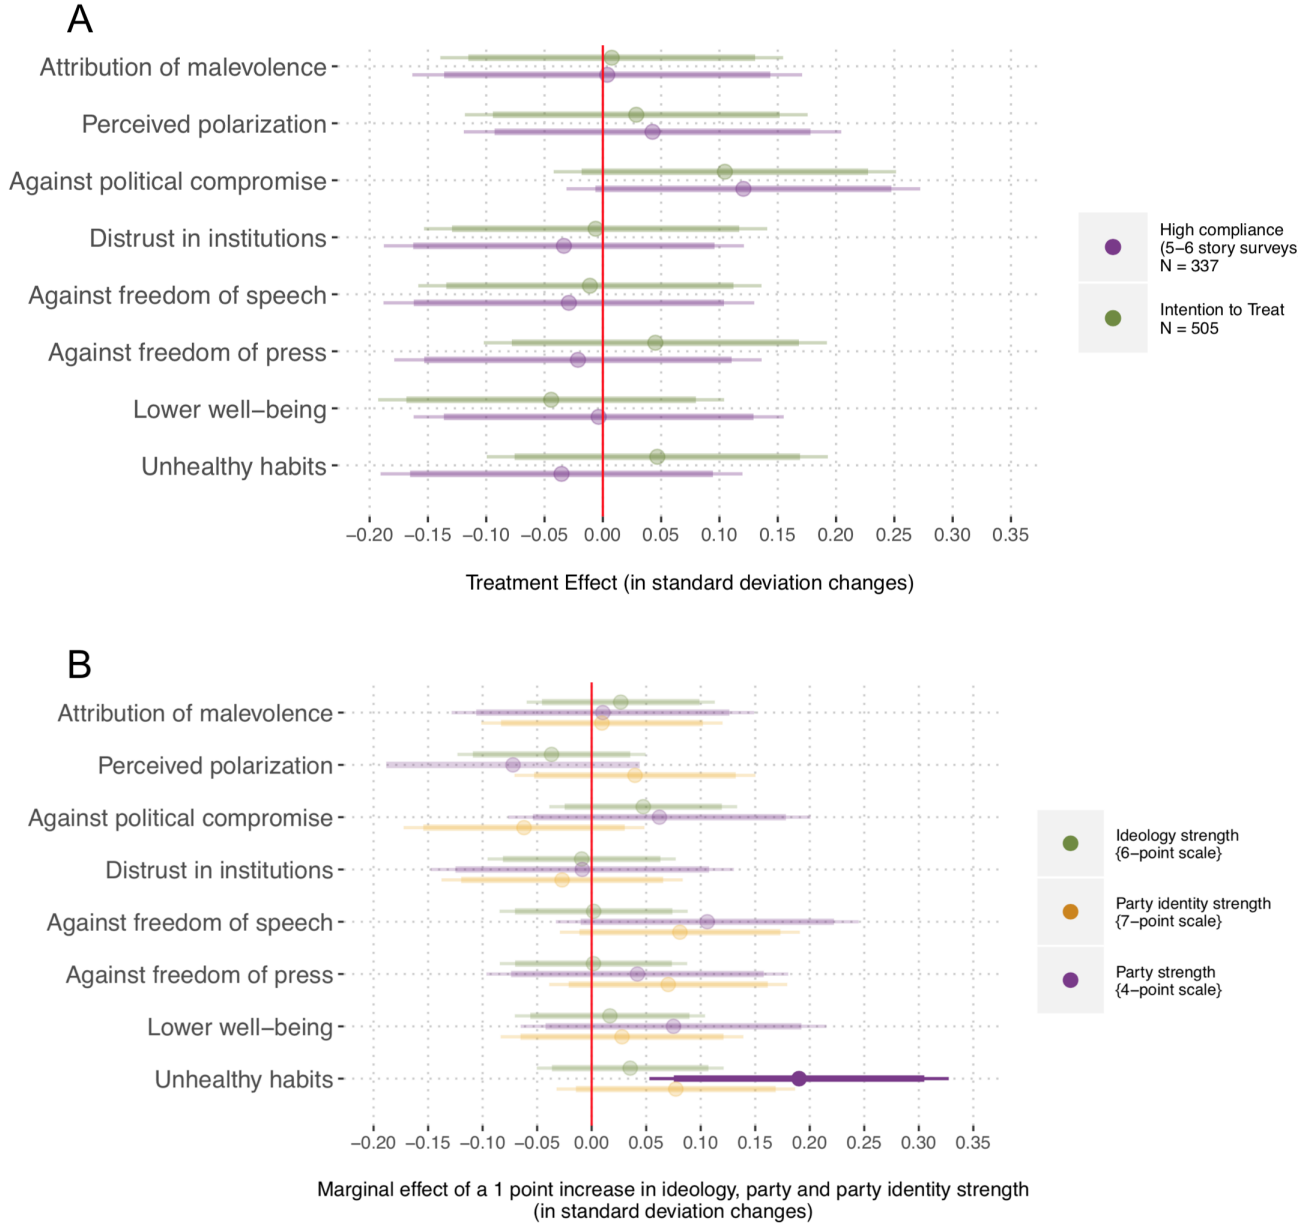 A
Attribution of malevolence
Perceived polarization
Against political compromise
Distrust in institutions
Against freedom of speech
Against freedom of press
Lower well−being
Unhealthy habits
−0.20 −0.15 −0.10 −0.05 0.00 0.05 0.10 0.15 0.20 0.25 0.30 0.35
Treatment Effect (in standard deviation changes)
High compliance
(5−6 story surveys
N = 337
Intention to Treat
N = 505
B
Attribution of malevolence
Perceived polarization
Against political compromise
Distrust in institutions
Against freedom of speech
Against freedom of press
Lower well−being
Unhealthy habits
−0.20 −0.15 −0.10 −0.05 0.00 0.05 0.10 0.15 0.20 0.25 0.30 0.35
Marginal effect of a 1 point increase in ideology, party and party identity strength
(in standard deviation changes)
Ideology strength
{6−point scale}
Party identity strength
{7−point scale}
Party strength
{4−point scale}